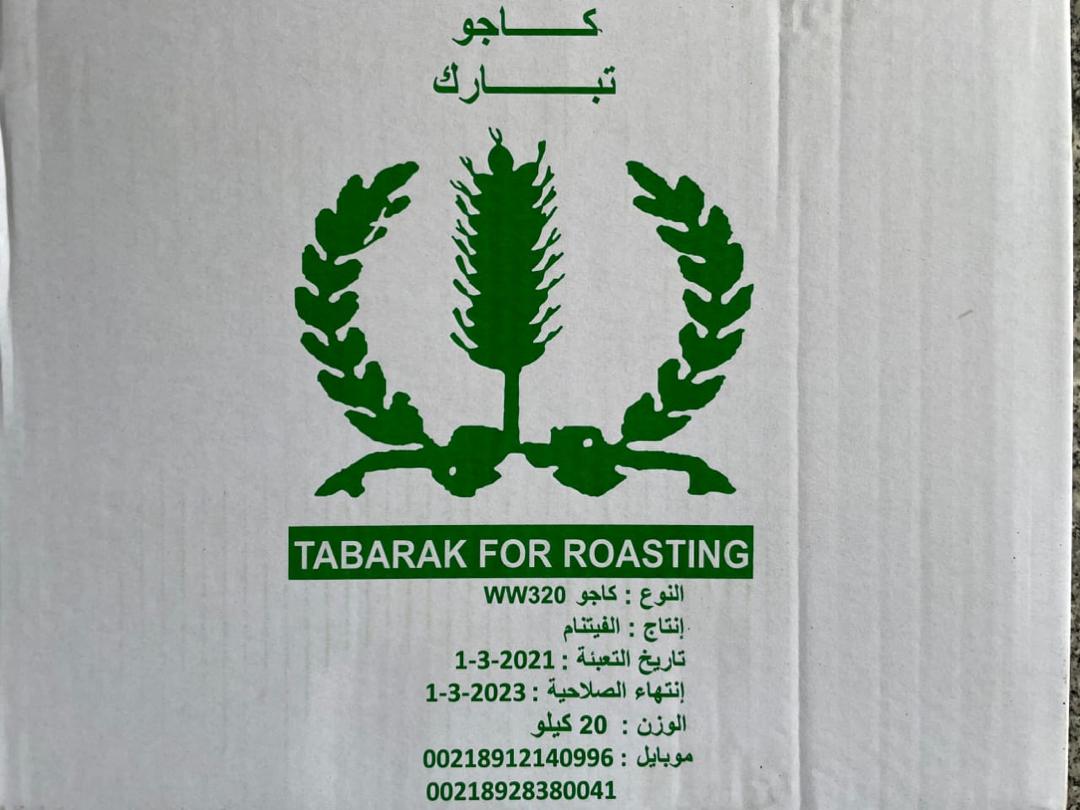 كاجو
تبارك
TABARAK FOR ROASTING
النوع : كاجو WW320
إنتاج : الفيتنام
تاريخ التعبئة : 1-3-2021
إنتهاء الصلاحية : 1-3-2023
الوزن : 20 كيلو
موبايل : 00218912140996
00218928380041